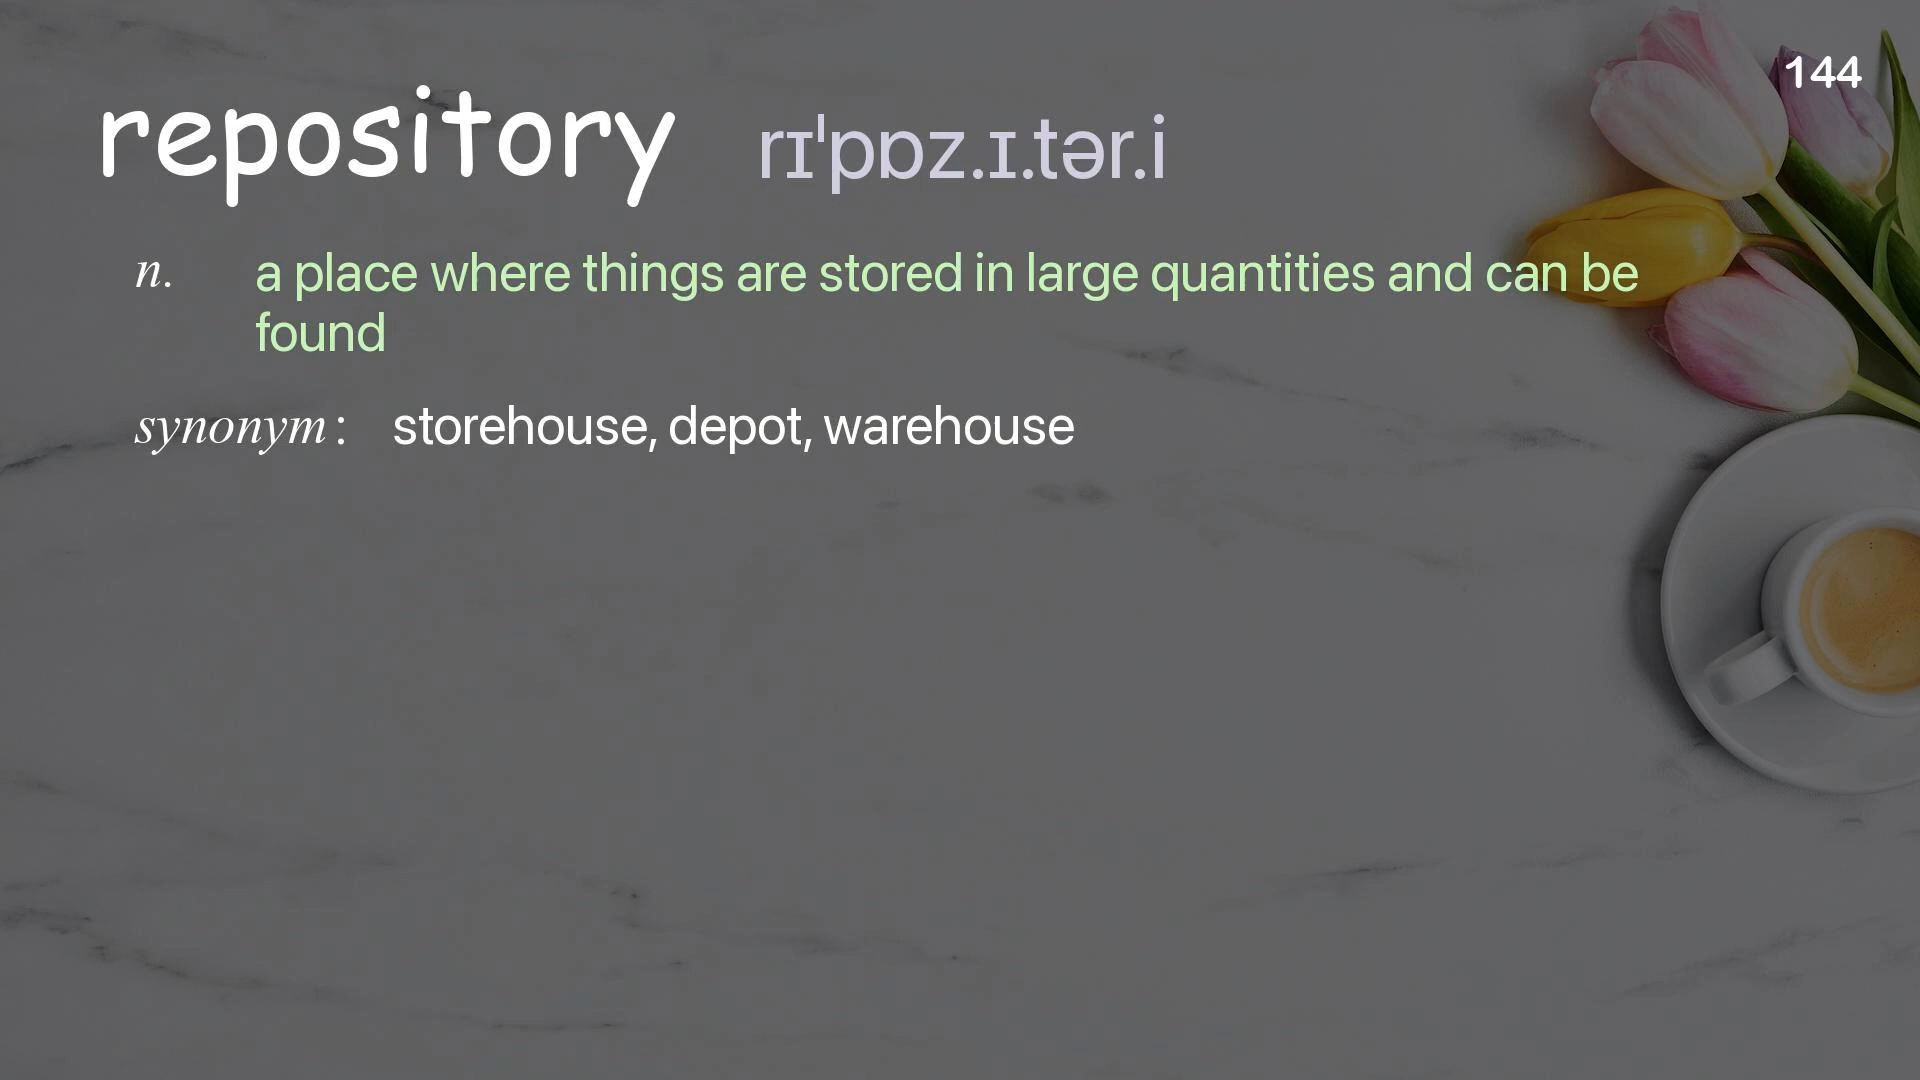 144
repository rɪˈpɒz.ɪ.tər.i
n. a place where things are stored in large quantities and can be
found
synonym: storehouse, depot, warehouse